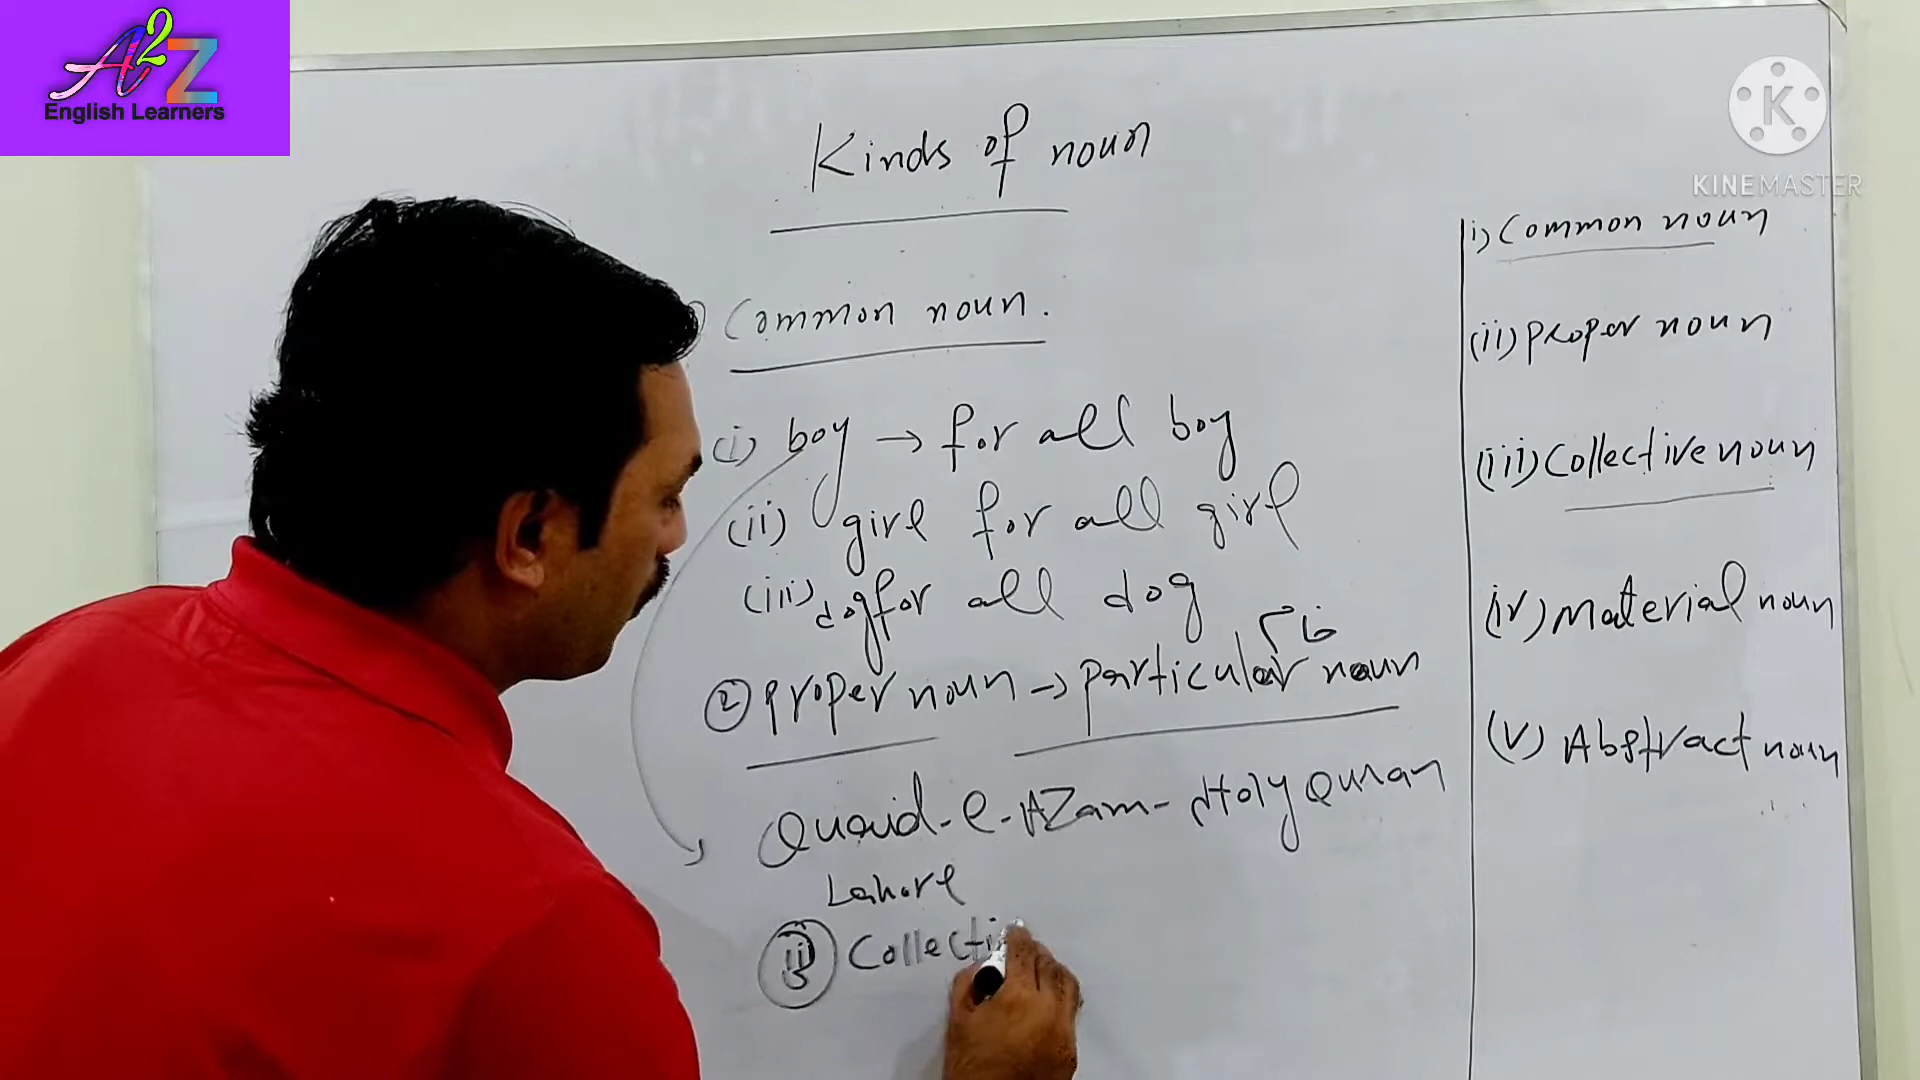 A2Z
English Learners
KINEMASTER
Kinds of noun
Common noun.
(i) boy → for all boy
(ii) girl for all girl
(iii) dog for all dog
② Proper noun → Particular noun
خاص
Quaid-e-Azam - Holy Quran
Lahore
Collecti
i) Common noun
(ii) Proper noun
(iii) Collective noun
(iv) Material noun
(v) Abstract noun